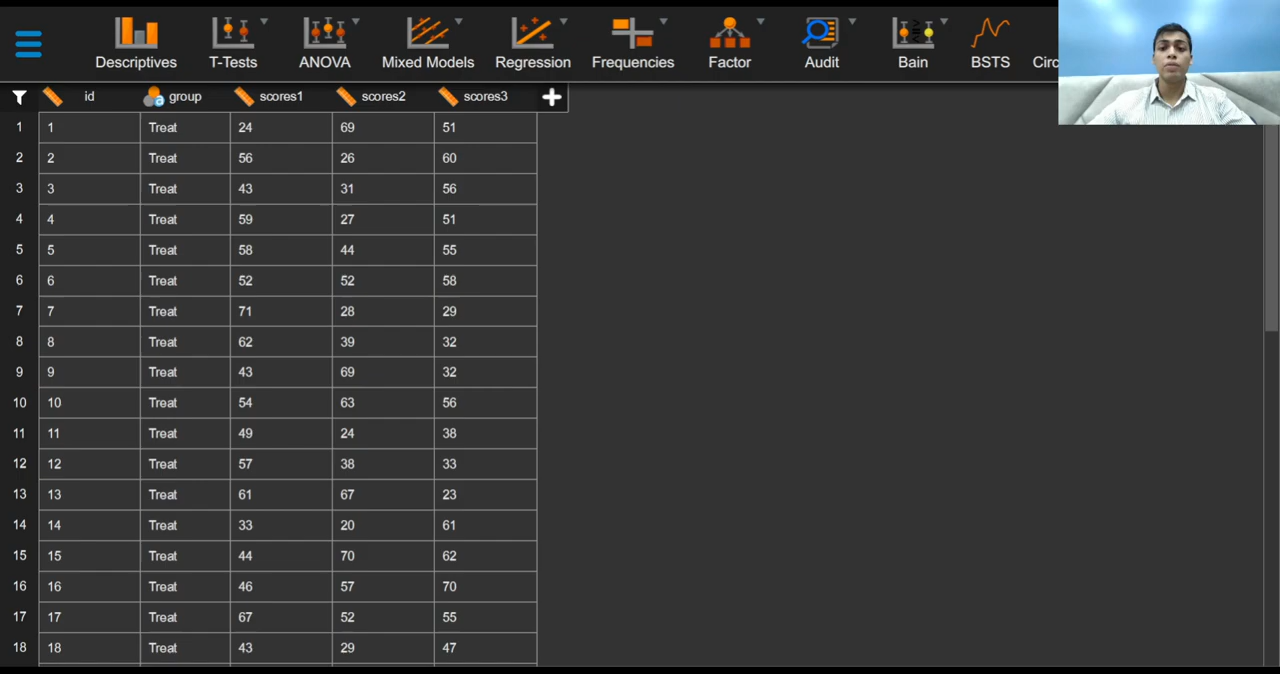 Descriptives T-Tests ANOVA Mixed Models Regression Frequencies Factor Audit Bain BSTS Circ
id group scores1 scores2 scores3
1 1 Treat 24 69 51
2 2 Treat 56 26 60
3 3 Treat 43 31 56
4 4 Treat 59 27 51
5 5 Treat 58 44 55
6 6 Treat 52 52 58
7 7 Treat 71 28 29
8 8 Treat 62 39 32
9 9 Treat 43 69 32
10 10 Treat 54 63 56
11 11 Treat 49 24 38
12 12 Treat 57 38 33
13 13 Treat 61 67 23
14 14 Treat 33 20 61
15 15 Treat 44 70 62
16 16 Treat 46 57 70
17 17 Treat 67 52 55
18 18 Treat 43 29 47